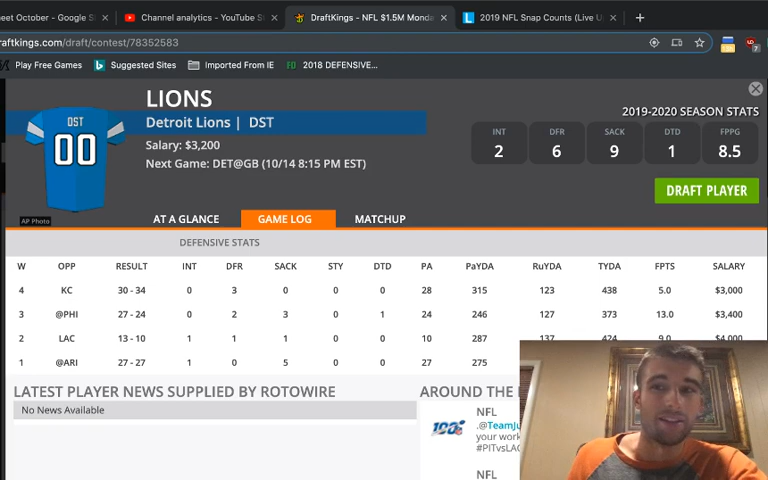 eet October - Google S
Channel analytics - YouTube S
DraftKings - NFL $1.5M Monda
2019 NFL Snap Counts (Live U
raftkings.com/draft/contest/78352583
Play Free Games
Suggested Sites
Imported From IE
2018 DEFENSIVE...
LIONS
2019-2020 SEASON STATS
Detroit Lions | DST
Salary: $3,200
Next Game: DET@GB (10/14 8:15 PM EST)
DST
00
AP Photo
INT DFR SACK DTD FPPG
2 6 9 1 8.5
DRAFT PLAYER
AT A GLANCE GAME LOG MATCHUP
DEFENSIVE STATS
W OPP RESULT INT DFR SACK STY DTD PA PaYDA RuYDA TYDA FPTS SALARY
4 KC 30 - 34 0 3 0 0 0 28 315 123 438 5.0 $3,000
3 @PHI 27 - 24 0 2 3 0 1 24 246 127 373 13.0 $3,400
2 LAC 13 - 10 1 1 1 0 0 10 287 137 424 9.0 $4,000
1 @ARI 27 - 27 1 0 5 0 0 27 275
LATEST PLAYER NEWS SUPPLIED BY ROTOWIRE
No News Available
AROUND THE
NFL
.@TeamJu
your work
#PITvsLAC
NFL
100